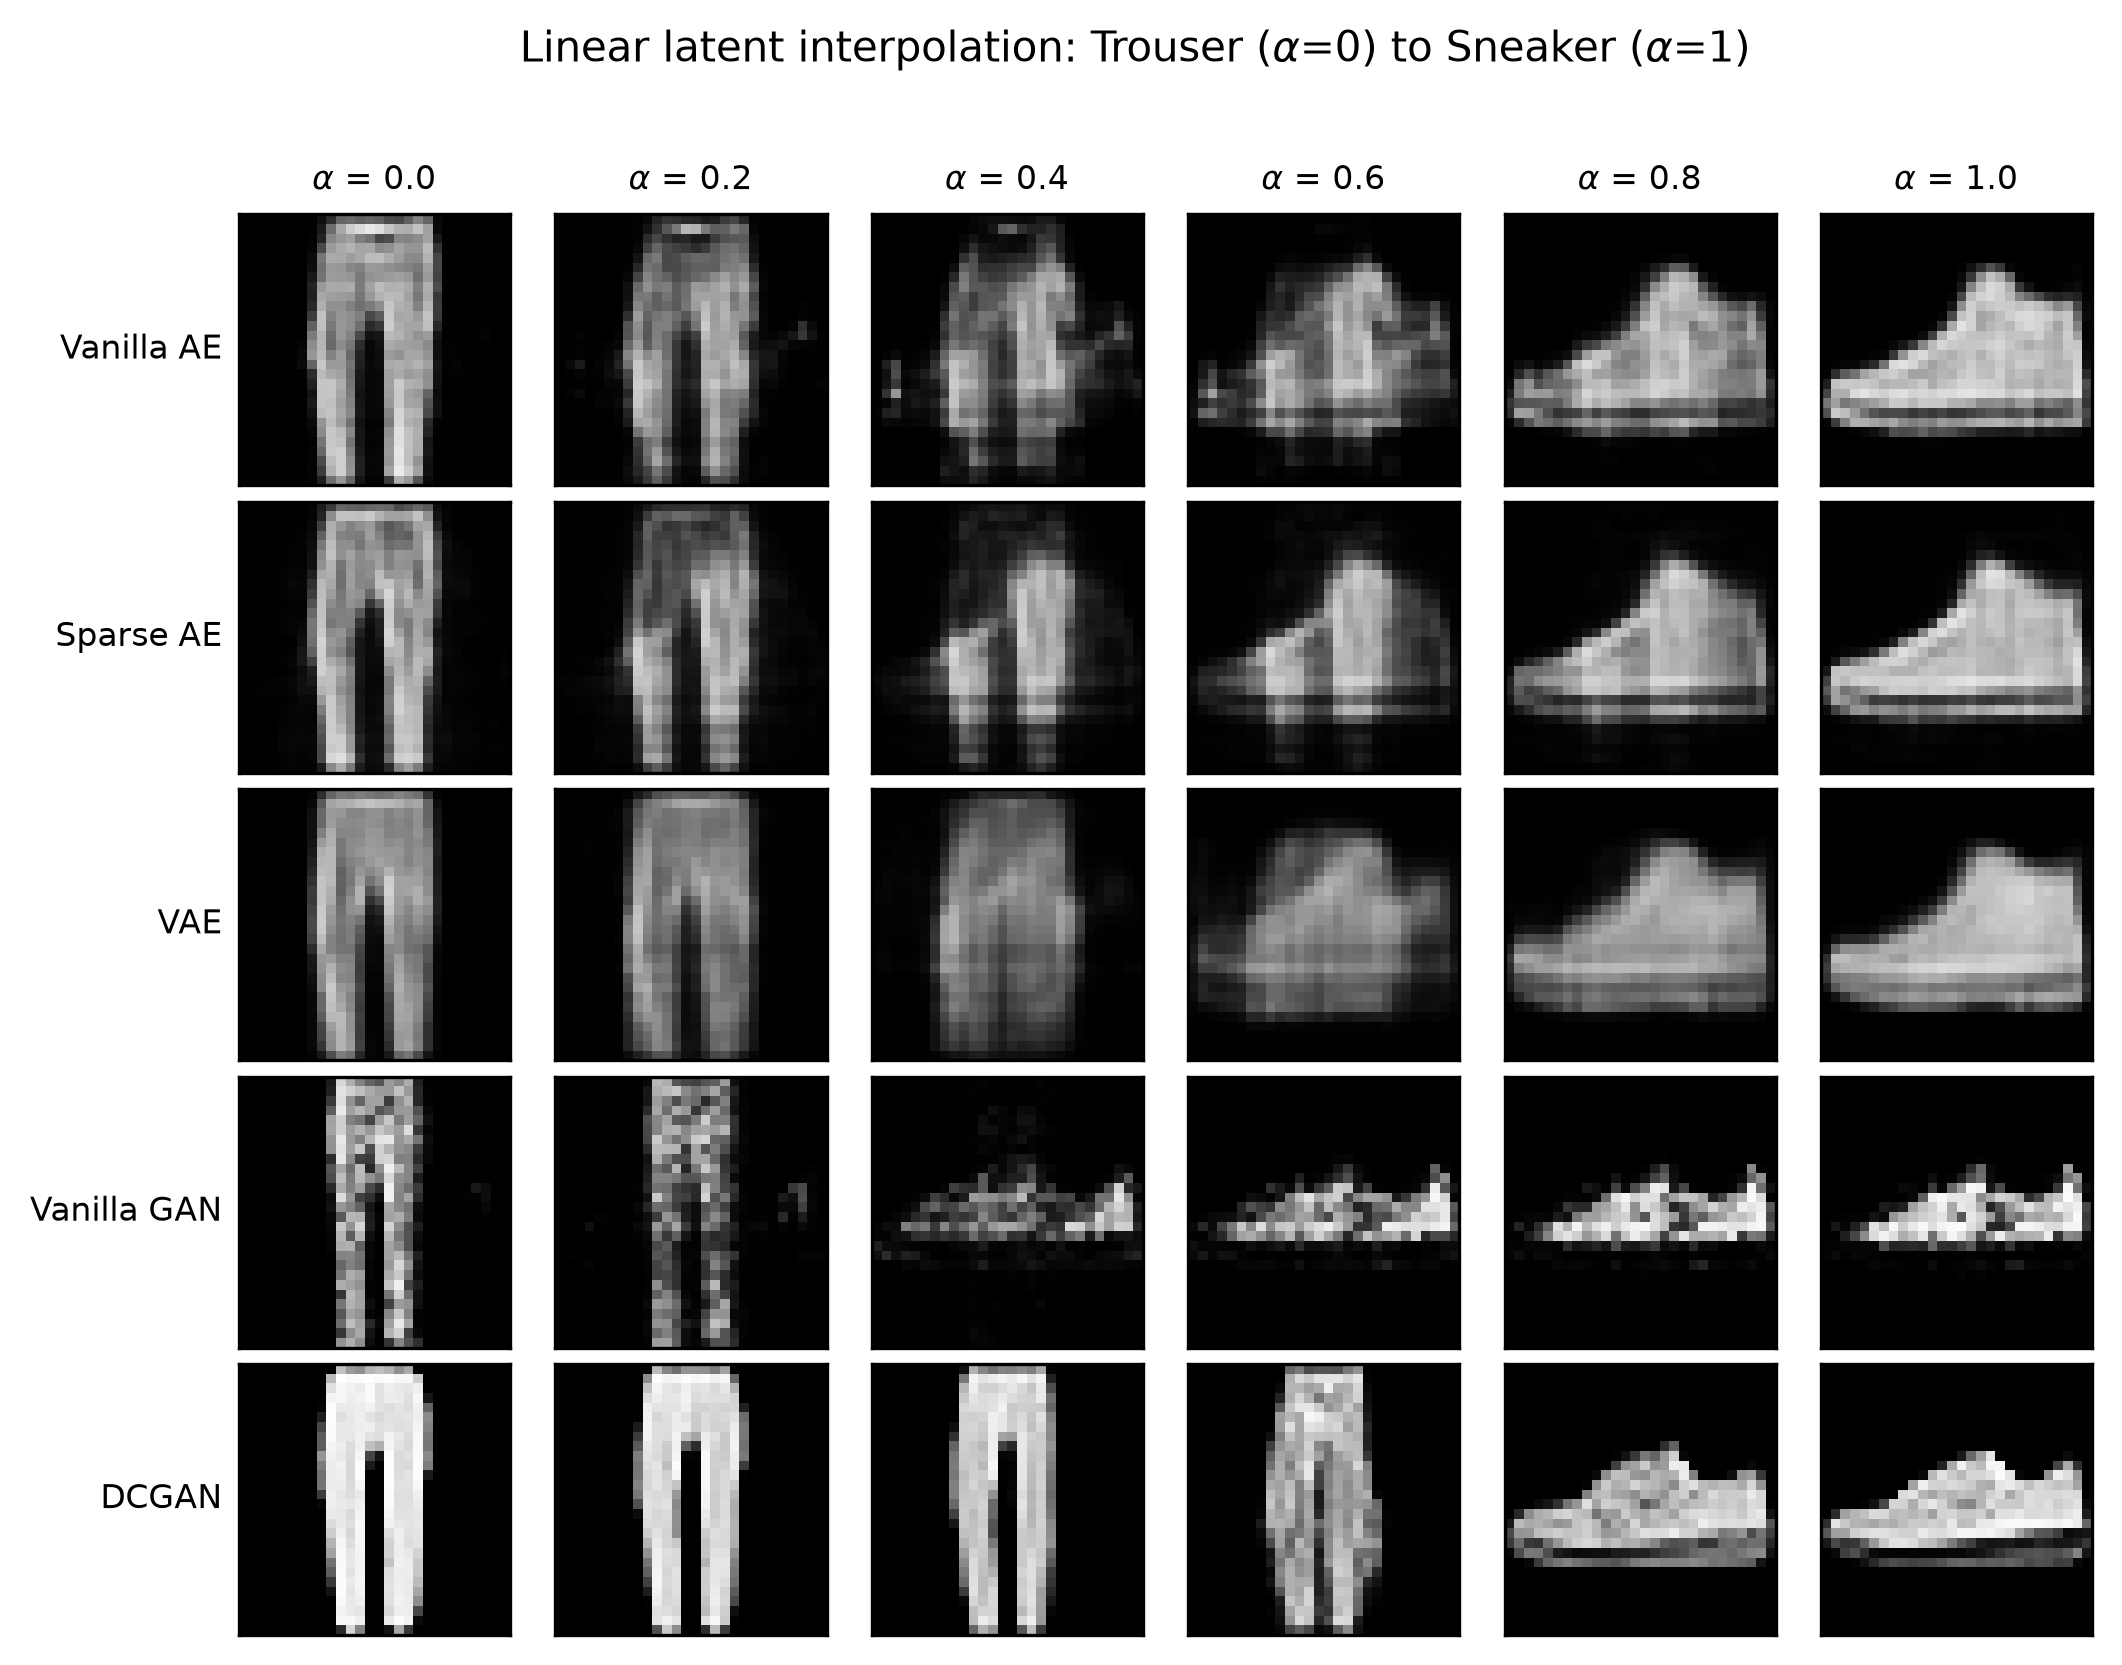 Linear latent interpolation: Trouser (α=0) to Sneaker (α=1)
α = 0.0
α = 0.2
α = 0.4
α = 0.6
α = 0.8
α = 1.0
Vanilla AE
Sparse AE
VAE
Vanilla GAN
DCGAN